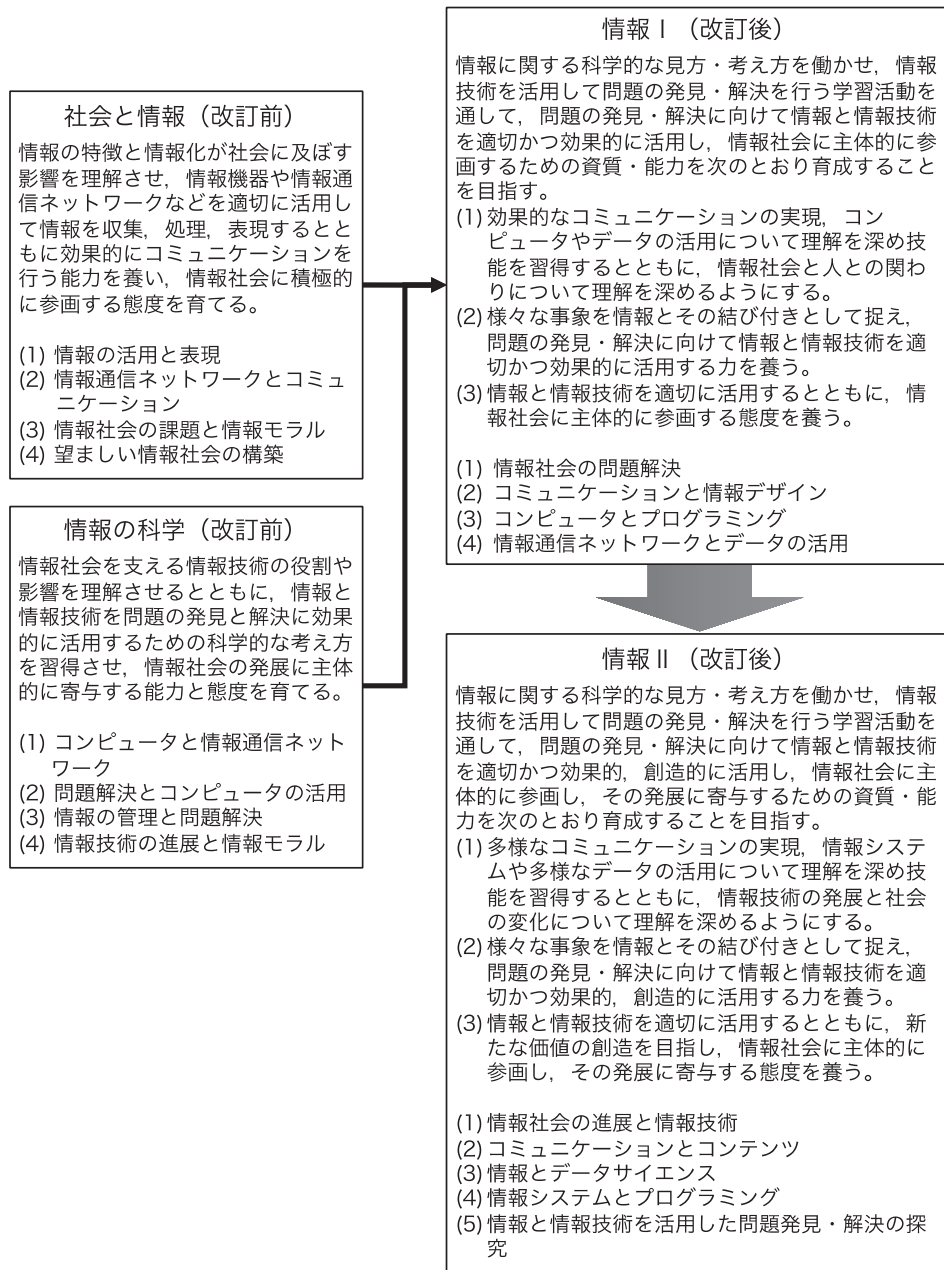 社会と情報（改訂前）
情報の特徴と情報化が社会に及ぼす
影響を理解させ，情報機器や情報通
信ネットワークなどを適切に活用して
情報を収集，処理，表現するとと
もに効果的にコミュニケーションを
行う能力を養い，情報社会に積極的
に参画する態度を育てる。
(1) 情報の活用と表現
(2) 情報通信ネットワークとコミュ
ニケーション
(3) 情報社会の課題と情報モラル
(4) 望ましい情報社会の構築
情報の科学（改訂前）
情報社会を支える情報技術の役割や
影響を理解させるとともに，情報と
情報技術を問題の発見と解決に効果
的に活用するための科学的な考え方
を習得させ，情報社会の発展に主体
的に寄与する能力と態度を育てる。
(1) コンピュータと情報通信ネット
ワーク
(2) 問題解決とコンピュータの活用
(3) 情報の管理と問題解決
(4) 情報技術の進展と情報モラル
情報Ⅰ（改訂後）
情報に関する科学的な見方・考え方を働かせ，情報
技術を活用して問題の発見・解決を行う学習活動を
通して，問題の発見・解決に向けて情報と情報技術
を適切かつ効果的に活用し，情報社会に主体的に参
画するための資質・能力を次のとおり育成すること
を目指す。
(1) 効果的なコミュニケーションの実現，コン
ピュータやデータの活用について理解を深め技
能を習得するとともに，情報社会と人との関わ
りについて理解を深めるようにする。
(2) 様々な事象を情報とその結び付きとして捉え，
問題の発見・解決に向けて情報と情報技術を適
切かつ効果的に活用する力を養う。
(3) 情報と情報技術を適切に活用するとともに，情
報社会に主体的に参画する態度を養う。
(1) 情報社会の問題解決
(2) コミュニケーションと情報デザイン
(3) コンピュータとプログラミング
(4) 情報通信ネットワークとデータの活用
情報Ⅱ（改訂後）
情報に関する科学的な見方・考え方を働かせ，情報
技術を活用して問題の発見・解決を行う学習活動を
通して，問題の発見・解決に向けて情報と情報技術
を適切かつ効果的，創造的に活用し，情報社会に主
体的に参画し，その発展に寄与するための資質・能
力を次のとおり育成することを目指す。
(1) 多様なコミュニケーションの実現，情報システ
ムや多様なデータの活用について理解を深め技
能を習得するとともに，情報技術の発展と社会
の変化について理解を深めるようにする。
(2) 様々な事象を情報とその結び付きとして捉え，
問題の発見・解決に向けて情報と情報技術を適
切かつ効果的，創造的に活用する力を養う。
(3) 情報と情報技術を適切に活用するとともに，新
たな価値の創造を目指し，情報社会に主体的に
参画し，その発展に寄与する態度を養う。
(1) 情報社会の進展と情報技術
(2) コミュニケーションとコンテンツ
(3) 情報とデータサイエンス
(4) 情報システムとプログラミング
(5) 情報と情報技術を活用した問題発見・解決の探
究